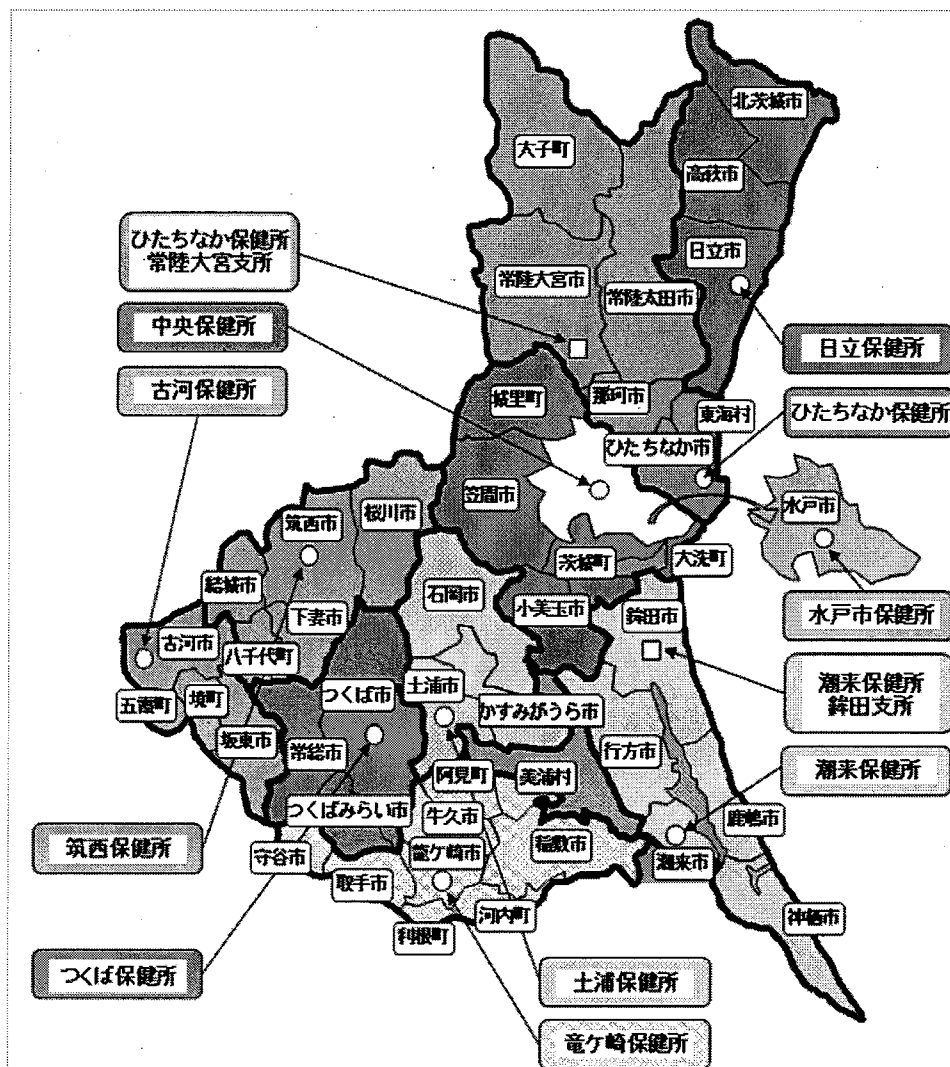 北茨城市
大子町
高萩市
ひたちなか保健所
常陸大宮支所
日立市
常陸大宮市
常陸太田市
中央保健所
日立保健所
古河保健所
城里町
那珂市
東海村
ひたちなか保健所
ひたちなか市
笠間市
水戸市
桜川市
筑西市
茨城町
大洗町
結城市
石岡市
小美玉市
鉾田市
水戸市保健所
下妻市
古河市
八千代町
潮来保健所
鉾田支所
つくば市
土浦市
五霞町
境町
かすみがうら市
坂東市
常総市
行方市
潮来保健所
阿見町
美浦村
つくばみらい市
牛久市
鹿嶋市
筑西保健所
守谷市
龍ケ崎市
稲敷市
潮来市
取手市
河内町
神栖市
利根町
つくば保健所
土浦保健所
竜ケ崎保健所